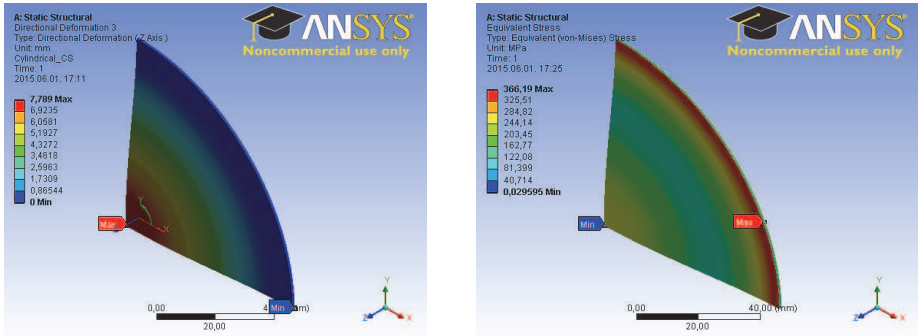 A: Static Structural
Directional Deformation 3
Type: Directional Deformation ( Z Axis )
Unit: mm
Cylindrical_CS
Time: 1
2015.06.01. 17:11
7,789 Max
6,9235
6,0581
5,1927
4,3272
3,4618
2,5963
1,7309
0,86544
0 Min
ANSYS
Noncommercial use only
Max
Y
X
Min
0,00
20,00
Y
Z
X
A: Static Structural
Equivalent Stress
Type: Equivalent (von-Mises) Stress
Unit: MPa
Time: 1
2015.06.01. 17:25
366,19 Max
325,51
284,82
244,14
203,45
162,77
122,08
81,399
40,714
0,029595 Min
ANSYS
Noncommercial use only
Min
Max
0,00
40,00 (mm)
20,00
Y
Z
X